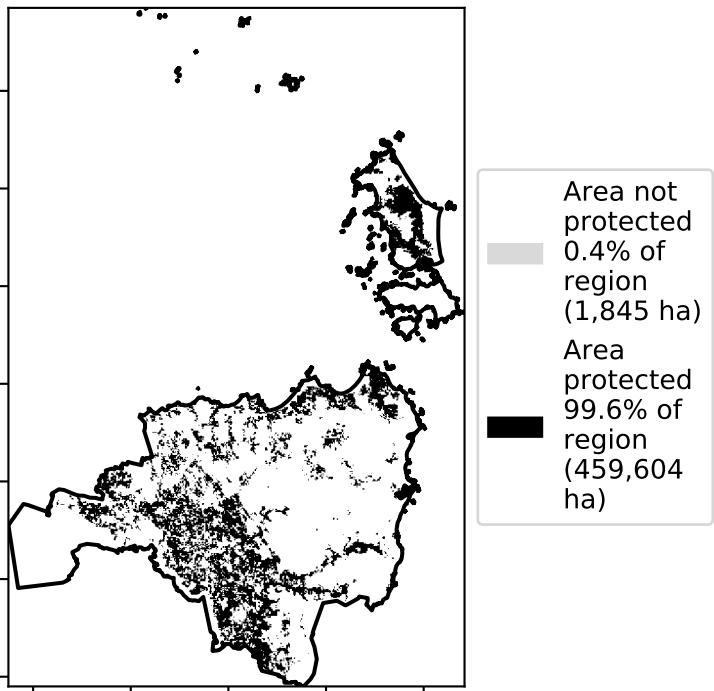 Area not
protected
0.4% of
region
(1,845 ha)
Area
protected
99.6% of
region
(459,604
ha)